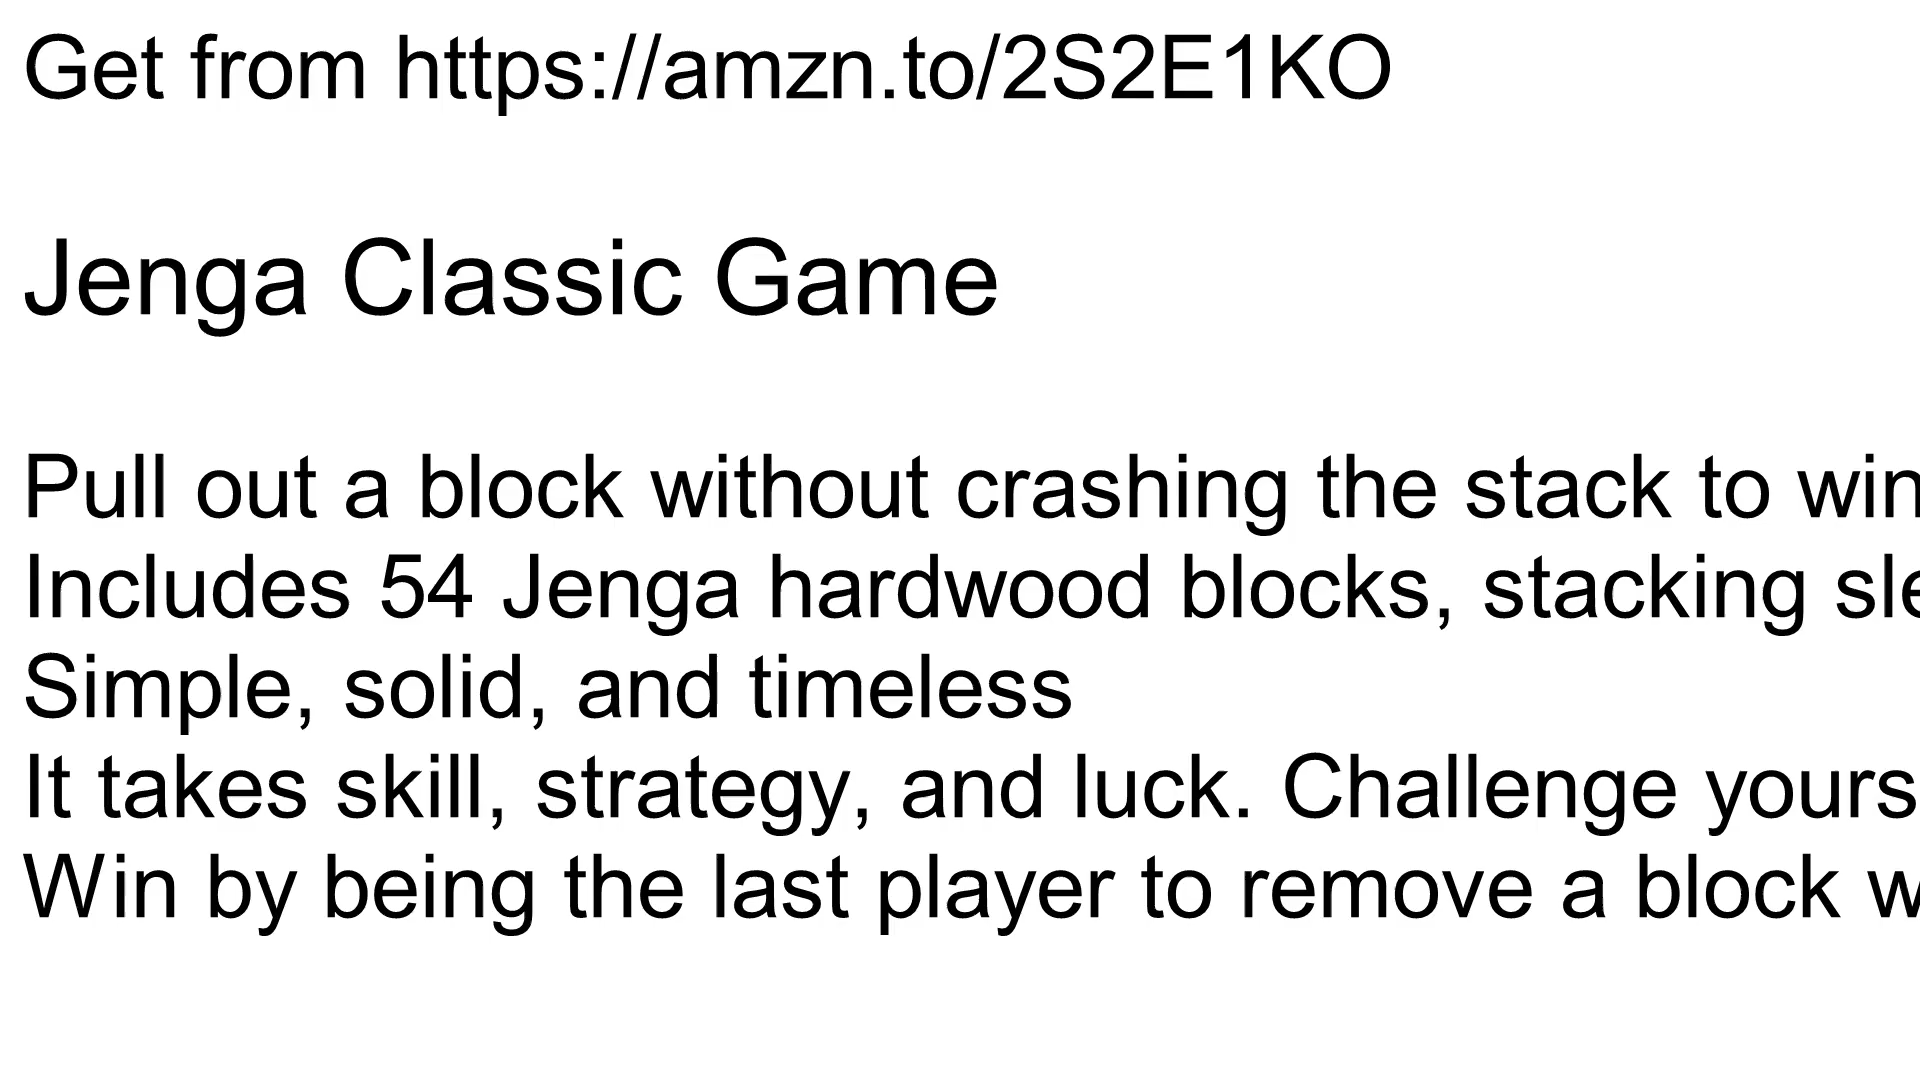 Get from https://amzn.to/2S2E1KO
Jenga Classic Game
Pull out a block without crashing the stack to win
Includes 54 Jenga hardwood blocks, stacking sle
Simple, solid, and timeless
It takes skill, strategy, and luck. Challenge yours
Win by being the last player to remove a block w